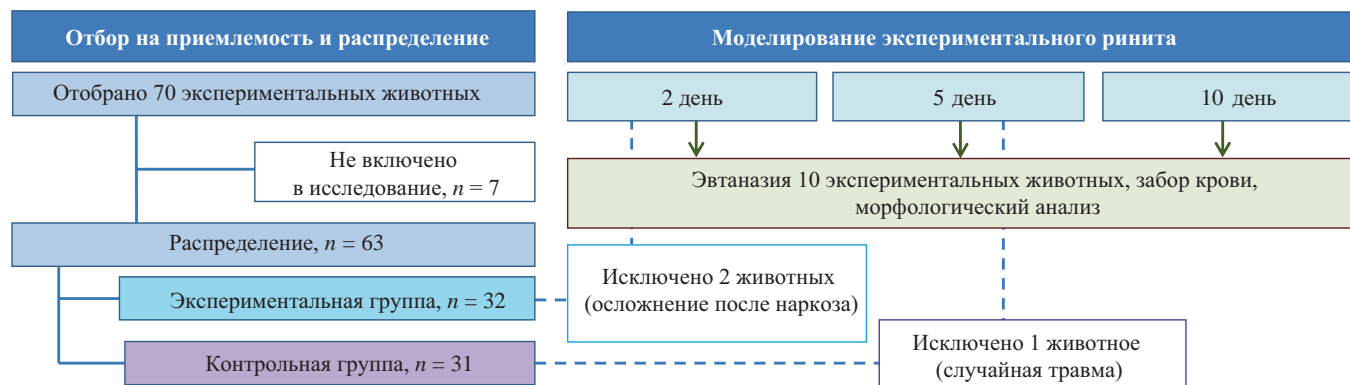 Отбор на приемлемость и распределение
Отобрано 70 экспериментальных животных
Не включено
в исследование, n = 7
Распределение, n = 63
Экспериментальная группа, n = 32
Контрольная группа, n = 31
Моделирование экспериментального ринита
2 день
5 день
10 день
Эвтаназия 10 экспериментальных животных, забор крови,
морфологический анализ
Исключено 2 животных
(осложнение после наркоза)
Исключено 1 животное
(случайная травма)